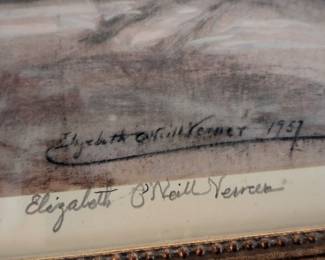 Elizabeth O'Neill Verner 1957
Elizabeth O'Neill Verner